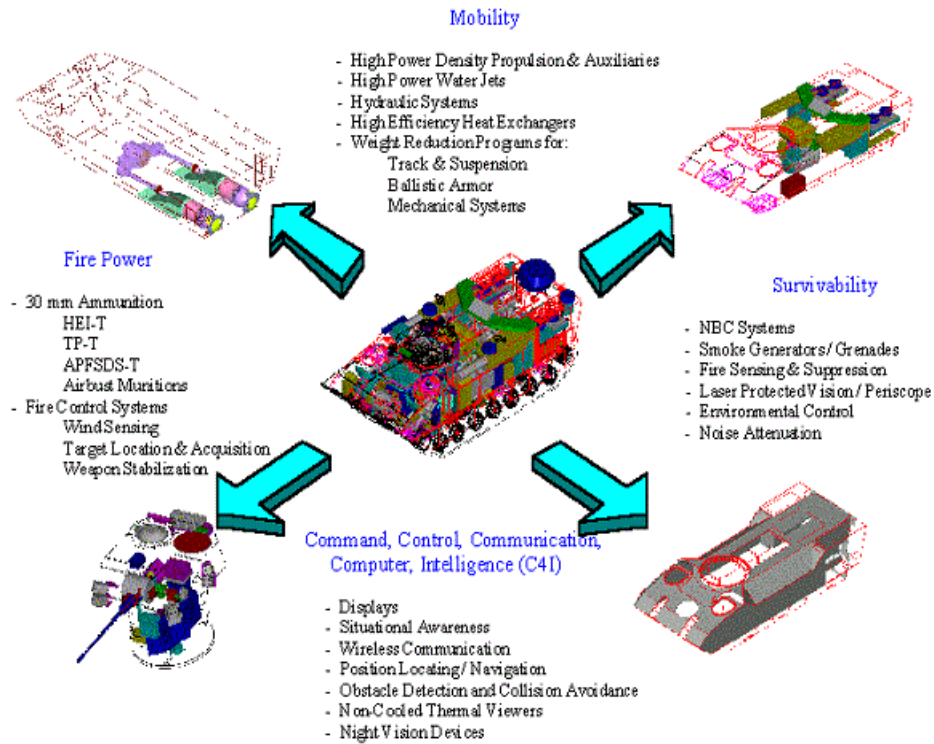 Mobility
- High Power Density Propulsion & Auxiliaries
- High Power Water Jets
- Hydraulic Systems
- High Efficiency Heat Exchangers
- Weight Reduction Programs for:
Track & Suspension
Ballistic Armor
Mechanical Systems
Fire Power
- 30 mm Ammunition
HEI-T
TP-T
APFSDS-T
Airbust Munitions
- Fire Control Systems
Wind Sensing
Target Location & Acquisition
Weapon Stabilization
Survivability
- NBC Systems
- Smoke Generators / Grenades
- Fire Sensing & Suppression
- Laser Protected Vision / Periscope
- Environmental Control
- Noise Attenuation
Command, Control, Communication,
Computer, Intelligence (C4I)
- Displays
- Situational Awareness
- Wireless Communication
- Position Locating / Navigation
- Obstacle Detection and Collision Avoidance
- Non-Cooled Thermal Viewers
- Night Vision Devices